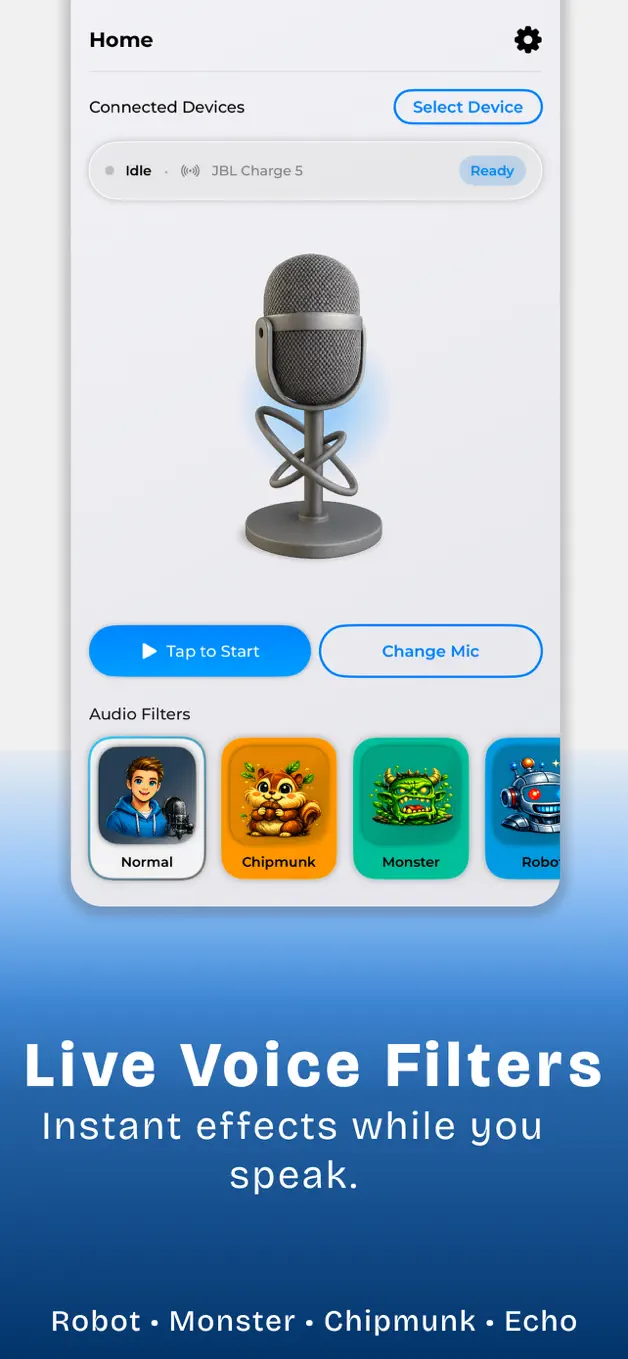 Home
Connected Devices
Select Device
Idle · JBL Charge 5
Ready
Tap to Start
Change Mic
Audio Filters
Normal
Chipmunk
Monster
Live Voice Filters
Instant effects while you
speak.
Robot • Monster • Chipmunk • Echo